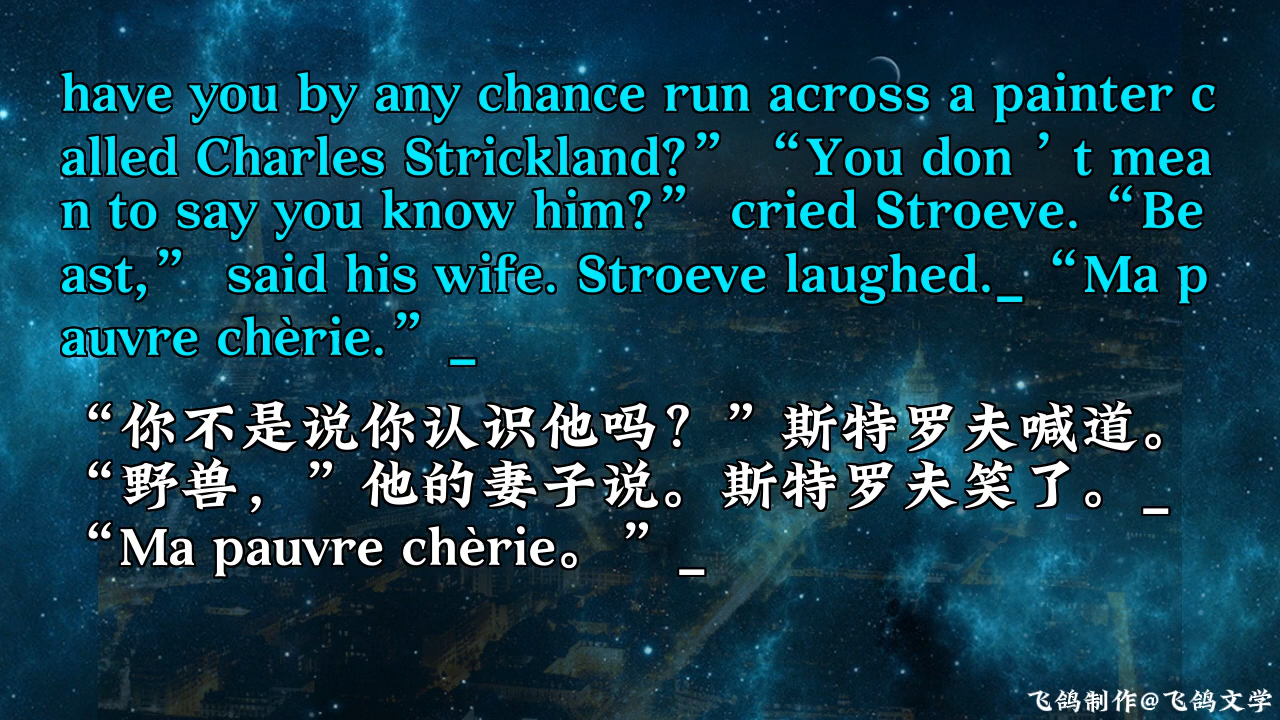 have you by any chance run across a painter c
alled Charles Strickland?” “You don ’ t mea
n to say you know him?” cried Stroeve. “Be
ast,” said his wife. Stroeve laughed._ “Ma p
auvre chèrie.” _
“你不是说你认识他吗？”斯特罗夫喊道。
“野兽，”他的妻子说。斯特罗夫笑了。_
“Ma pauvre chèrie。” _
飞鸽制作@飞鸽文学